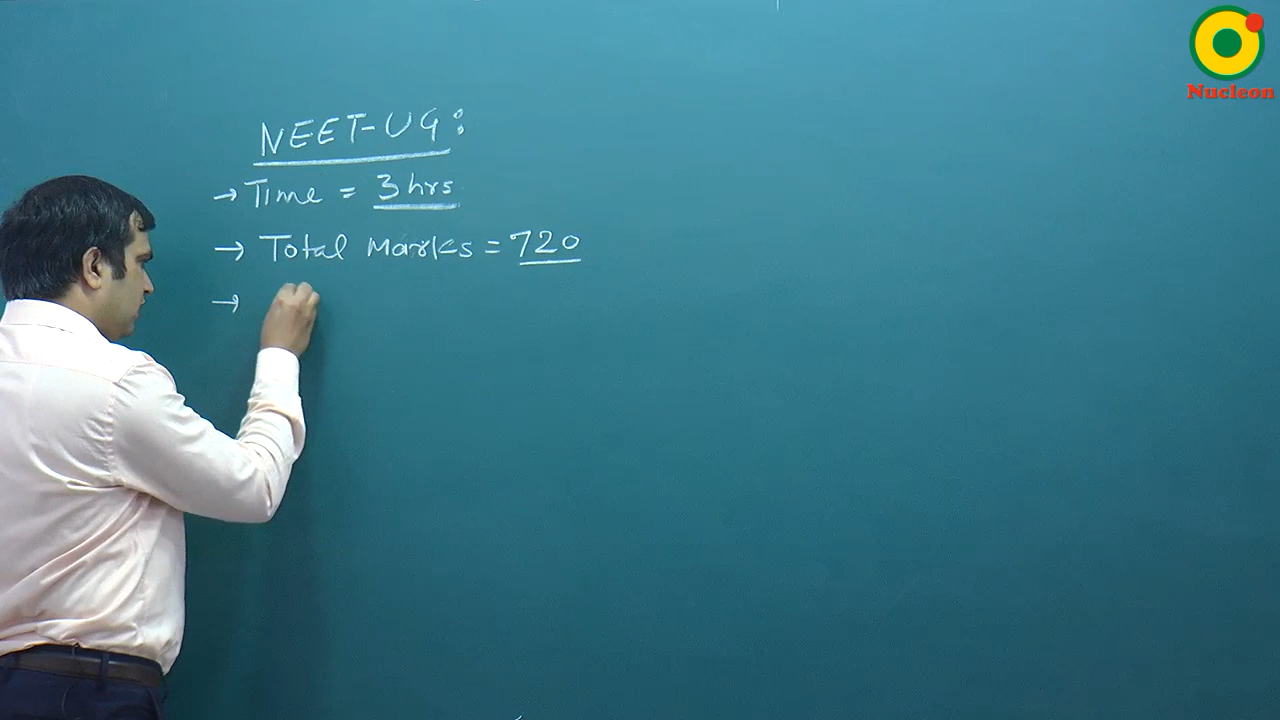 Nucleon
NEET-UG:
→ Time = 3 hrs
→ Total Marks = 720
→